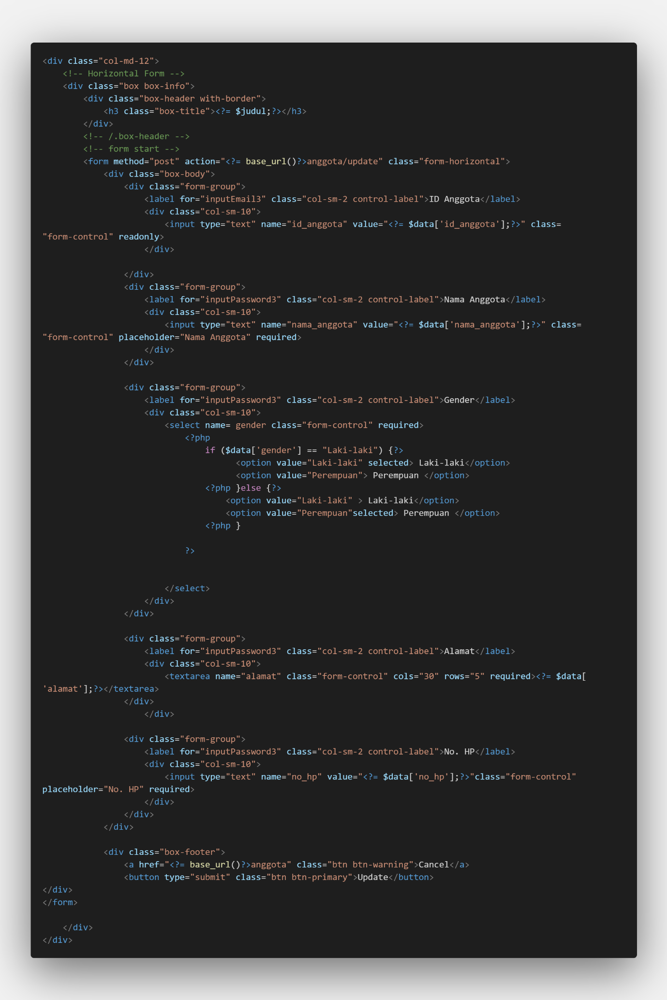 <div class="col-md-12">
    <!-- Horizontal Form -->
    <div class="box box-info">
        <div class="box-header with-border">
            <h3 class="box-title"><?= $judul;?></h3>
        </div>
        <!-- /.box-header -->
        <!-- form start -->
        <form method="post" action="<?= base_url()?>anggota/update" class="form-horizontal">
            <div class="box-body">
                <div class="form-group">
                    <label for="inputEmail3" class="col-sm-2 control-label">ID Anggota</label>
                    <div class="col-sm-10">
                        <input type="text" name="id_anggota" value="<?= $data['id_anggota'];?>" class=
"form-control" readonly>
                    </div>

                </div>
                <div class="form-group">
                    <label for="inputPassword3" class="col-sm-2 control-label">Nama Anggota</label>
                    <div class="col-sm-10">
                        <input type="text" name="nama_anggota" value="<?= $data['nama_anggota'];?>" class=
"form-control" placeholder="Nama Anggota" required>
                    </div>
                </div>

                <div class="form-group">
                    <label for="inputPassword3" class="col-sm-2 control-label">Gender</label>
                    <div class="col-sm-10">
                        <select name= gender class="form-control" required>
                            <?php
                                if ($data['gender'] == "Laki-laki") {?>
                                      <option value="Laki-laki" selected> Laki-laki</option>
                                      <option value="Perempuan"> Perempuan </option>
                                <?php }else {?>
                                    <option value="Laki-laki" > Laki-laki</option>
                                    <option value="Perempuan"selected> Perempuan </option>
                                <?php }

                            ?>


                        </select>
                    </div>
                </div>

                <div class="form-group">
                    <label for="inputPassword3" class="col-sm-2 control-label">Alamat</label>
                    <div class="col-sm-10">
                        <textarea name="alamat" class="form-control" cols="30" rows="5" required><?= $data[
'alamat'];?></textarea>
                </div>
                    </div>

                <div class="form-group">
                    <label for="inputPassword3" class="col-sm-2 control-label">No. HP</label>
                    <div class="col-sm-10">
                        <input type="text" name="no_hp" value="<?= $data['no_hp'];?>"class="form-control"
placeholder="No. HP" required>
                    </div>
                </div>
            </div>

            <div class="box-footer">
                <a href="<?= base_url()?>anggota" class="btn btn-warning">Cancel</a>
                <button type="submit" class="btn btn-primary">Update</button>
</div>
</form>

    </div>
</div>